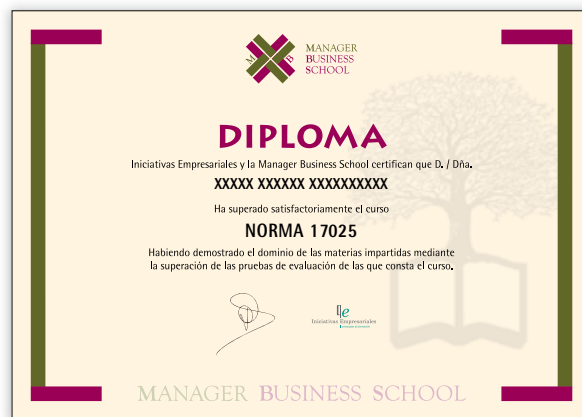 M B
MANAGER
BUSINESS
SCHOOL
DIPLOMA
Iniciativas Empresariales y la Manager Business School certifican que D. / Dña.
XXXXX XXXXXX XXXXXXXXXX
Ha superado satisfactoriamente el curso
NORMA 17025
Habiendo demostrado el dominio de las materias impartidas mediante
la superación de las pruebas de evaluación de las que consta el curso.
Iniciativas Empresariales
MANAGER BUSINESS SCHOOL